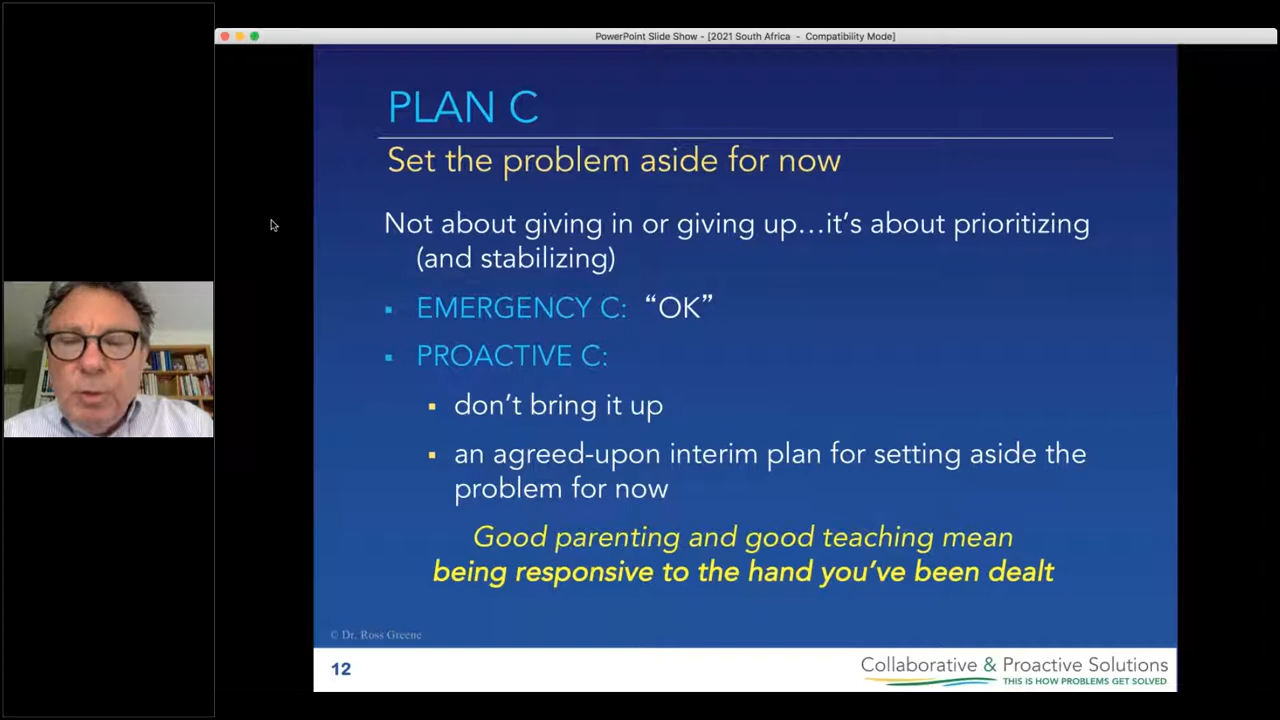 PowerPoint Slide Show - [2021 South Africa - Compatibility Mode]
PLAN C
Set the problem aside for now
Not about giving in or giving up…it’s about prioritizing
(and stabilizing)
▪ EMERGENCY C: “OK”
▪ PROACTIVE C:
▪ don’t bring it up
▪ an agreed-upon interim plan for setting aside the
problem for now
Good parenting and good teaching mean
being responsive to the hand you’ve been dealt
© Dr. Ross Greene
12
Collaborative & Proactive Solutions
THIS IS HOW PROBLEMS GET SOLVED